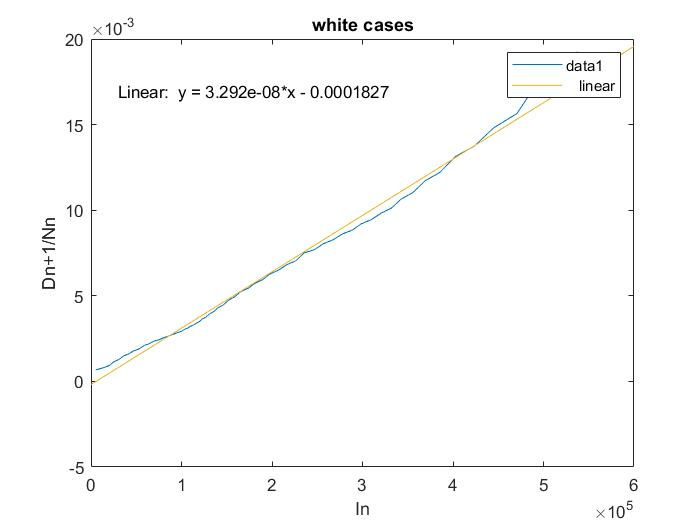 ×10⁻³
white cases
20
15
10
5
0
-5
Linear:  y = 3.292e-08*x - 0.0001827
data1
linear
Dn+1/Nn
0 1 2 3 4 5 6
In
×10⁵